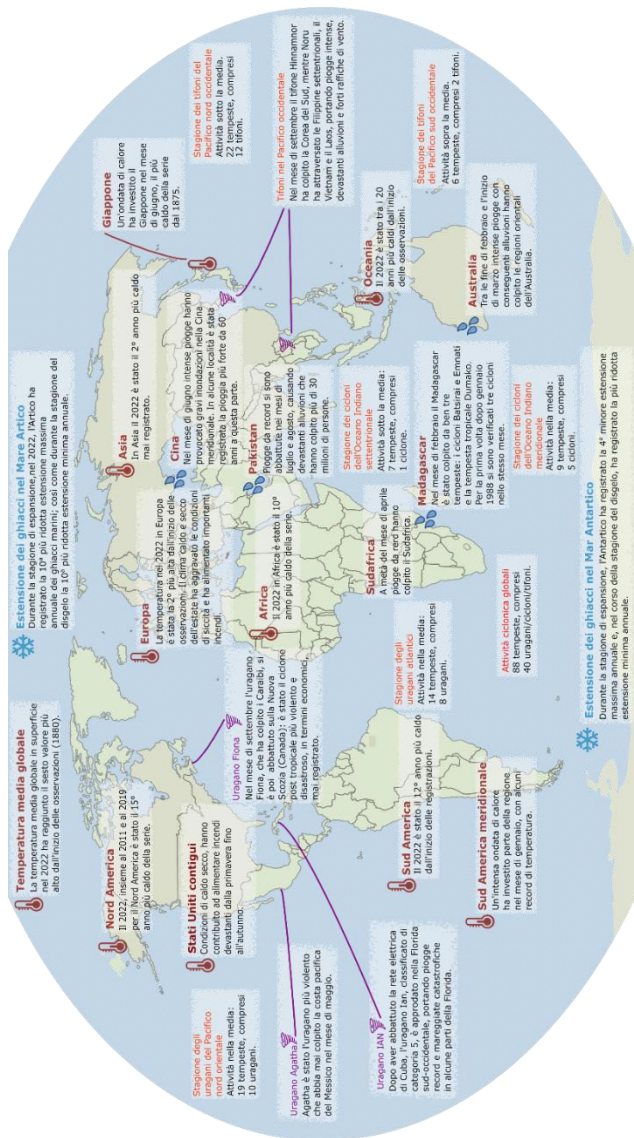 Temperatura media globale
La temperatura media globale in superficie
nel 2022 ha raggiunto il sesto valore più
alto dall'inizio delle osservazioni (1880).
Estensione dei ghiacci nel Mare Artico
Durante la stagione di espansione,nel 2022, l'Artico ha
registrato la 10° più ridotta estensione massima
annuale dei ghiacci marini; così come durante la stagione del
disgelo la 10° più ridotta estensione minima annuale.
Nord America
Il 2022, insieme al 2011 e al 2019
per il Nord America è stato il 15°
anno più caldo della serie.
Stati Uniti contigui
Condizioni di caldo secco, hanno
contribuito ad alimentare incendi
devastanti dalla primavera fino
all'autunno.
Stagione degli
uragani del Pacifico
nord orientale
Attività nella media:
19 tempeste, compresi
10 uragani.
Uragano Agatha
Agatha è stato l'uragano più violento
che abbia mai colpito la costa pacifica
del Messico nel mese di maggio.
Uragano IAN
Dopo aver abbattuto la rete elettrica
di Cuba, l'uragano Ian, classificato di
categoria 5, è approdato nella Florida
sud-occidentale, portando piogge
record e mareggiate catastrofiche
in alcune parti della Florida.
Uragano Fiona
Nel mese di settembre l'uragano
Fiona, che ha colpito i Caraibi, si
è poi abbattuto sulla Nuova
Scozia (Canada): è stato il ciclone
post tropicale più violento e
disastroso, in termini economici,
mai registrato.
Stagione degli
uragani atlantici
Attività nella media:
14 tempeste, compresi
8 uragani.
Sud America
Il 2022 è stato il 12° anno più caldo
dall'inizio delle registrazioni.
Sud America meridionale
Un'intensa ondata di calore
ha investito parte della regione
nel mese di gennaio, con alcuni
record di temperatura.
Attività ciclonica globali
88 tempeste, compresi
40 uragani/cicloni/tifoni.
Europa
La temperatura nel 2022 in Europa
è stata la 2° più alta dall'inizio delle
osservazioni. Il clima caldo e secco
dell'estate ha aggravato le condizioni
di siccità e ha alimentato importanti
incendi.
Africa
Il 2022 in Africa è stato il 10°
anno più caldo della serie.
Sudafrica
A metà del mese di aprile
piogge da rerd hanno
colpito il Sudafrica.
Madagascar
Nel mese di febbraio il Madagascar
è stato colpito da ben tre
tempeste: i cicloni Batsirai e Emnati
e la tempesta tropicale Dumako.
Per la prima volta dopo gennaio
1988 si sono verificati tre cicloni
nello stesso mese.
Asia
In Asia il 2022 è stato il 2° anno più caldo
mai registrato.
Cina
Nel mese di giugno intense piogge hanno
provocato gravi inondazioni nella Cina
meridionale. In alcune località è stata
registrata la pioggia più forte da 60
anni a questa parte.
Pakistan
Piogge da record si sono
abbattute nei mesi di
luglio e agosto, causando
devastanti alluvioni che
hanno colpito più di 30
milioni di persone.
Stagione dei cicloni
dell'Oceano Indiano
settentrionale
Attività sotto la media:
7 tempeste, compresi
1 ciclone.
Stagione dei cicloni
dell'Oceano Indiano
meridionale
Attività nella media:
9 tempeste, compresi
5 cicloni.
Giappone
Un'ondata di calore
ha investito il
Giappone nel mese
di giugno, il più
caldo della serie
dal 1875.
Stagione dei tifoni del
Pacifico nord occidentale
Attività sotto la media.
22 tempeste, compresi
12 tifoni.
Tifoni nel Pacifico occidentale
Nel mese di settembre il tifone Hinnamnor
ha colpito la Corea del Sud, mentre Noru
ha attraversato le Filippine settentrionali, il
Vietnam e il Laos, portando piogge intense,
devastanti alluvioni e forti raffiche di vento.
Oceania
Il 2022 è stato tra i 20
anni più caldi dall'inizio
delle osservazioni.
Stagione dei tifoni
del Pacifico sud occidentale
Attività sopra la media.
6 tempeste, compresi 2 tifoni.
Australia
Tra le fine di febbraio e l'inizio
di marzo intense piogge con
conseguenti alluvioni hanno
colpito le regioni orientali
dell'Australia.
Estensione dei ghiacci nel Mar Antartico
Durante la stagione di espansione, l'Antartico ha registrato la 4° minore estensione
massima annuale e, nel corso della stagione del disgelo, ha registrato la più ridotta
estensione minima annuale.